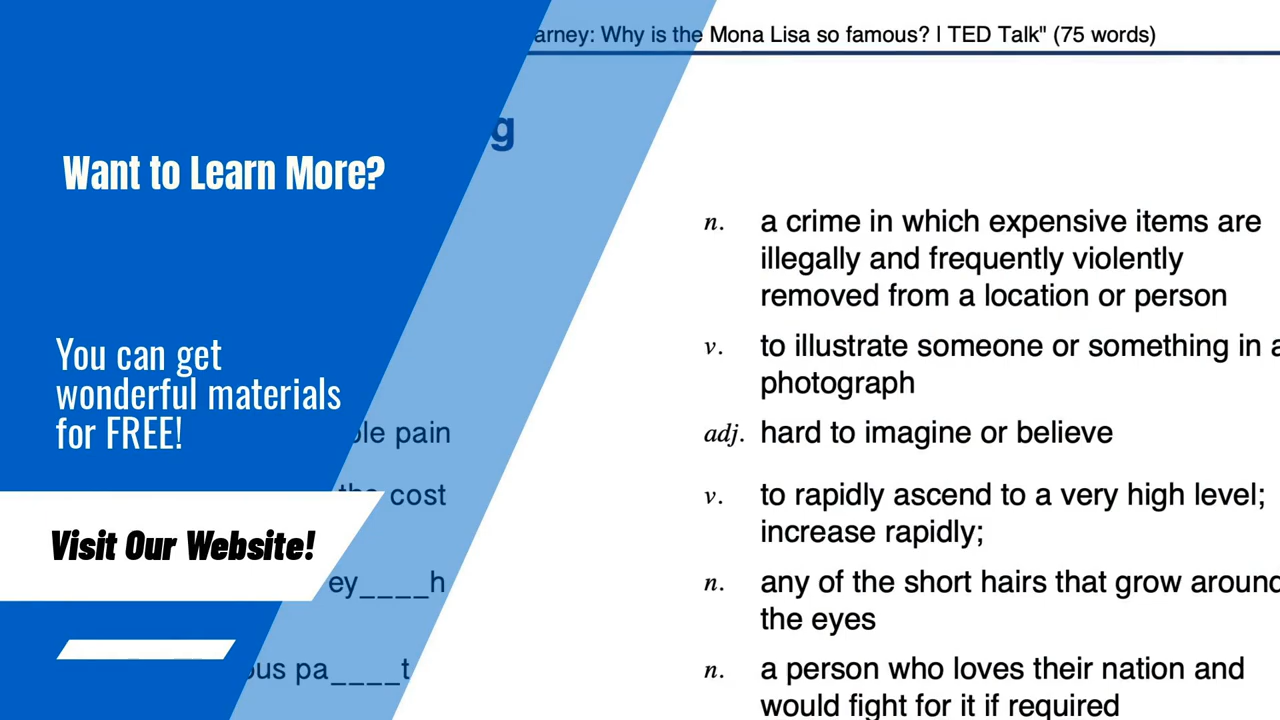 arney: Why is the Mona Lisa so famous? | TED Talk" (75 words)
g
Want to Learn More?
You can get
wonderful materials
for FREE!
Visit Our Website!
ble pain
the cost
ey____h
ous pa____t
n. a crime in which expensive items are
illegally and frequently violently
removed from a location or person
v. to illustrate someone or something in a
photograph
adj. hard to imagine or believe
v. to rapidly ascend to a very high level;
increase rapidly;
n. any of the short hairs that grow around
the eyes
n. a person who loves their nation and
would fight for it if required